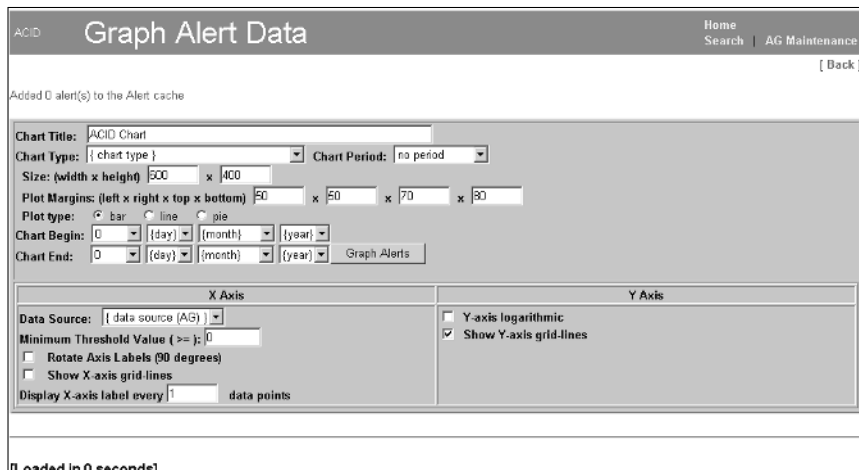 ACID Graph Alert Data
Home
Search | AG Maintenance
[ Back ]
Added 0 alert(s) to the Alert cache
Chart Title: ACID Chart
Chart Type: { chart type } Chart Period: no period
Size: (width x height) 600 x 400
Plot Margins: (left x right x top x bottom) 50 x 50 x 70 x 80
Plot type: bar line pie
Chart Begin: 0 {day} {month} {year}
Chart End: 0 {day} {month} {year} Graph Alerts
X Axis Y Axis
Data Source: { data source (AG) } Y-axis logarithmic
Minimum Threshold Value ( >= ): 0 Show Y-axis grid-lines
Rotate Axis Labels (90 degrees)
Show X-axis grid-lines
Display X-axis label every 1 data points
[Loaded in 0 seconds]